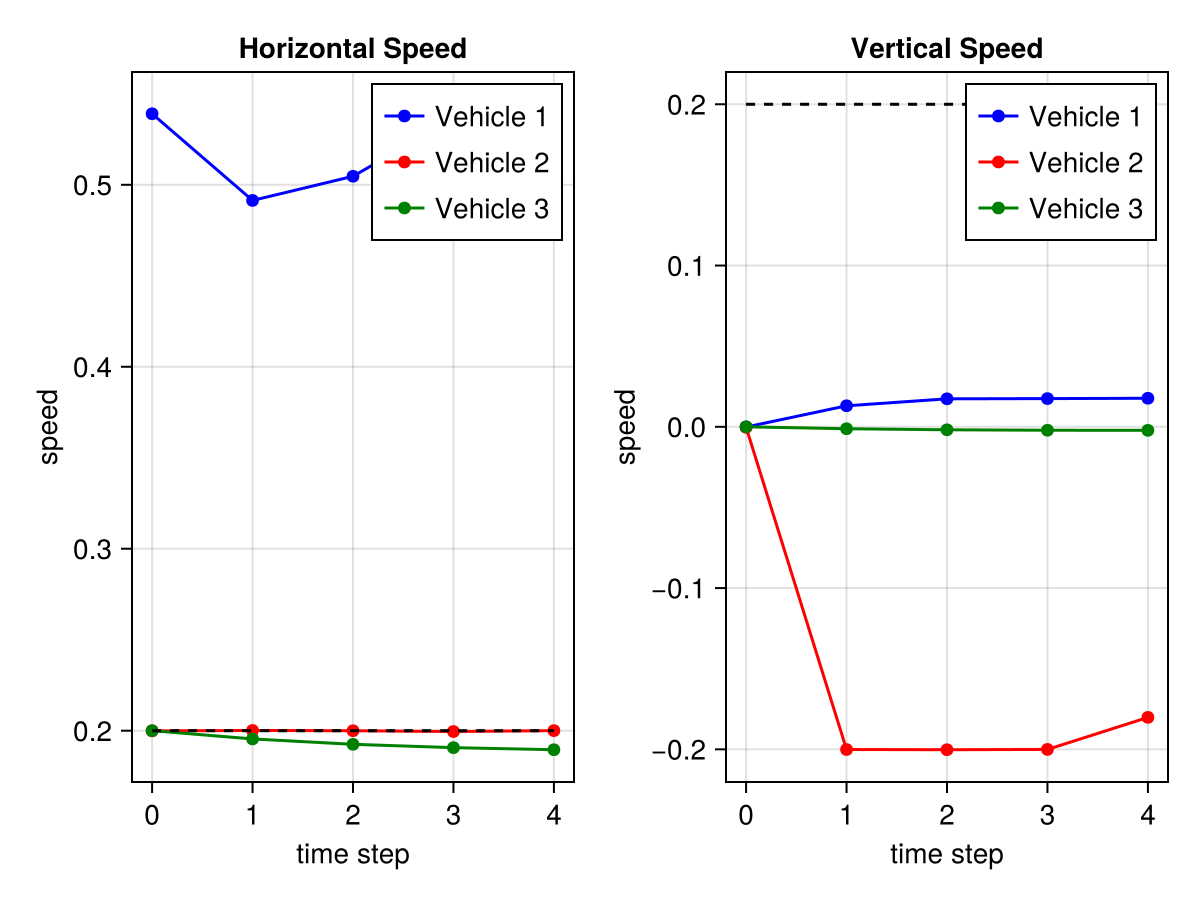 Horizontal Speed
Vehicle 1
Vehicle 2
Vehicle 3
speed
0.5
0.4
0.3
0.2
0 1 2 3 4
time step
Vertical Speed
Vehicle 1
Vehicle 2
Vehicle 3
speed
0.2
0.1
0.0
−0.1
−0.2
0 1 2 3 4
time step